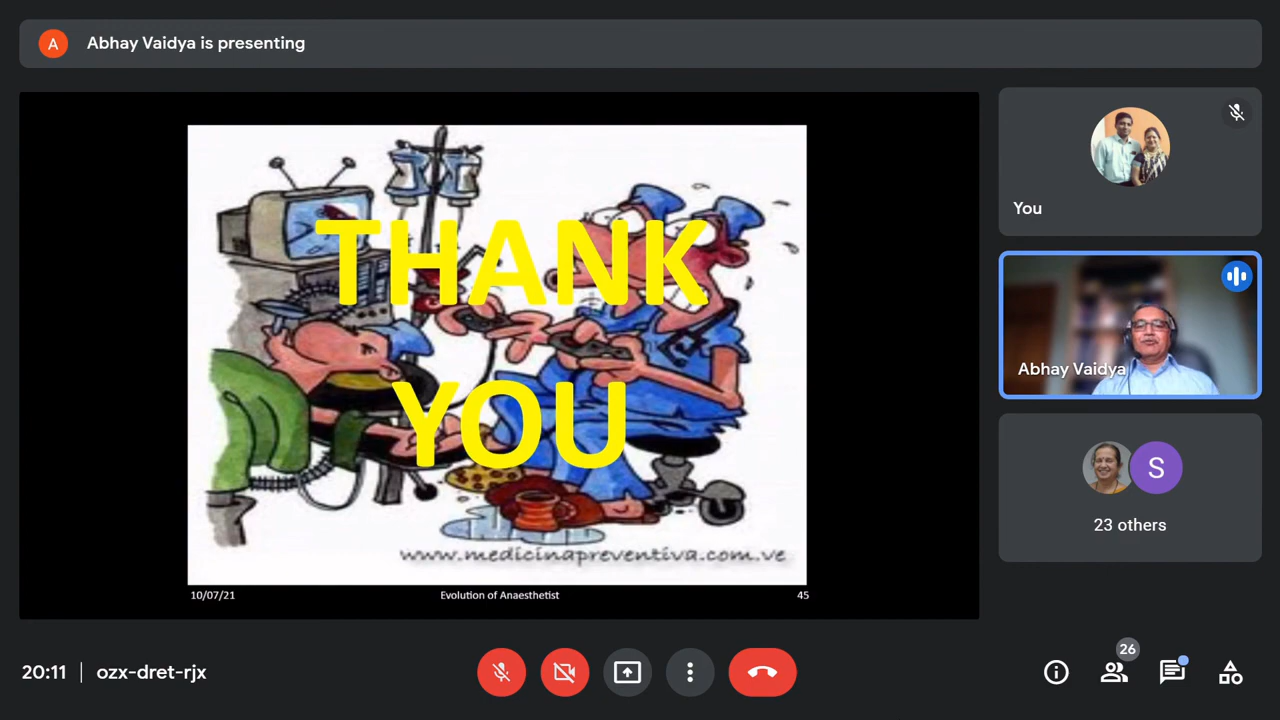 A
Abhay Vaidya is presenting
THANK
YOU
www.medicinapreventiva.com.ve
10/07/21
Evolution of Anaesthetist
45
You
Abhay Vaidya
S
23 others
20:11 | ozx-dret-rjx
26